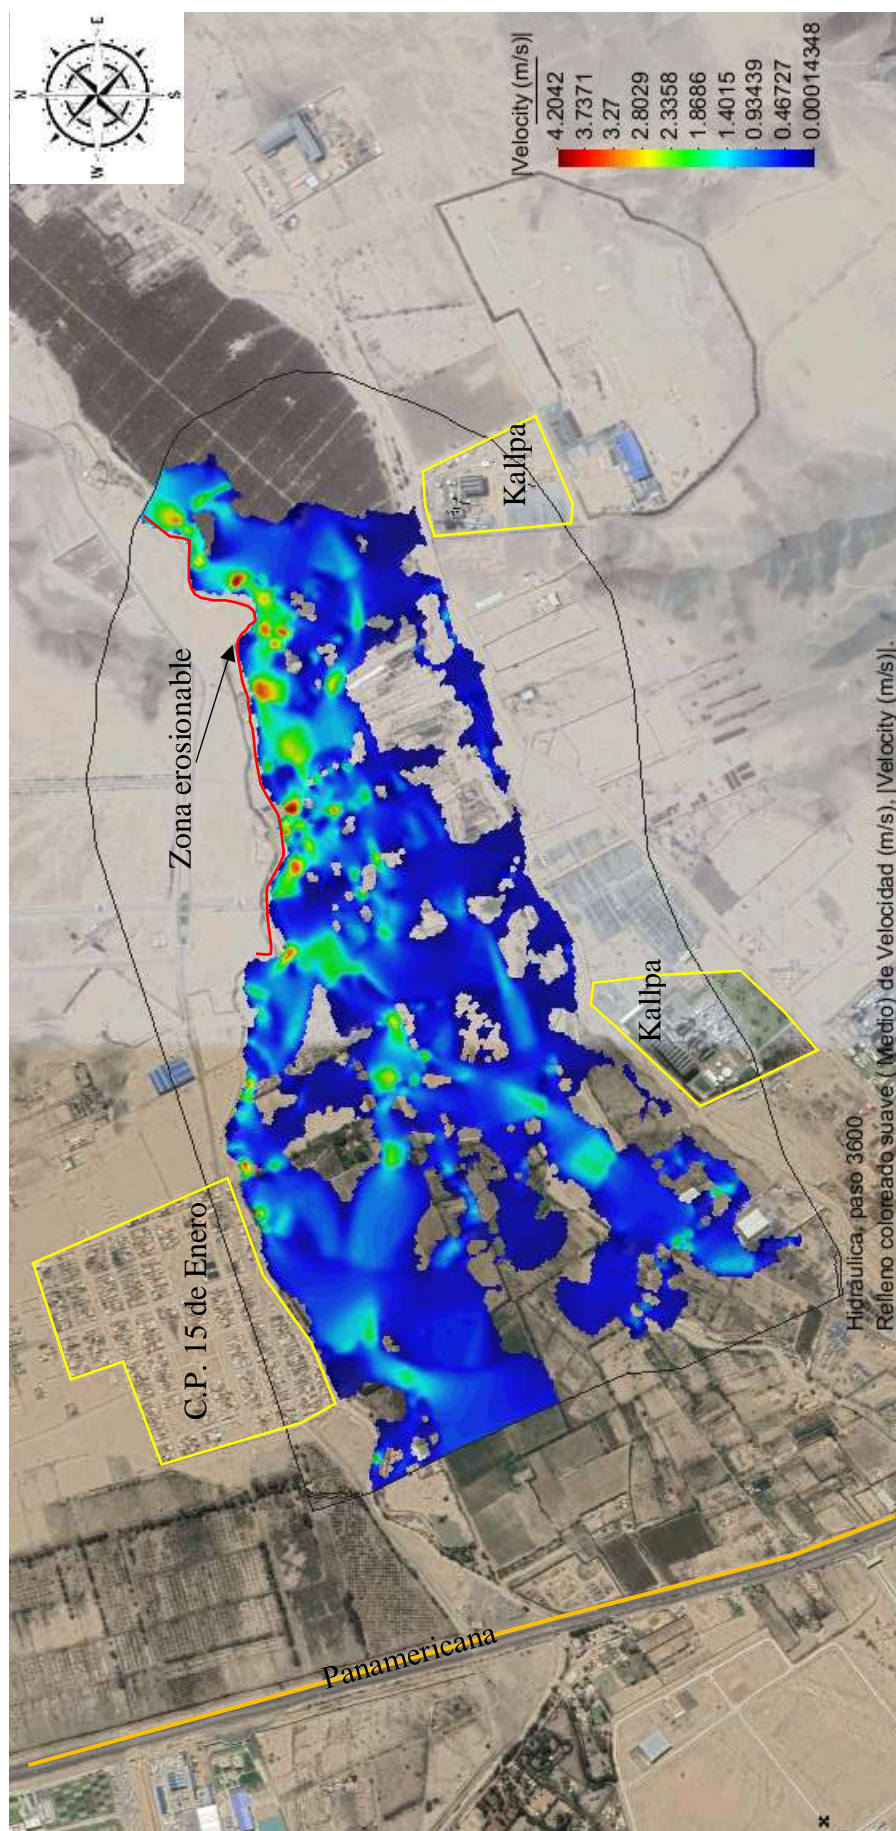 N
E
S
W
|Velocity (m/s)|
4.2042
3.7371
3.27
2.8029
2.3358
1.8686
1.4015
0.93439
0.46727
0.00014348
Zona erosionable
Kallpa
C.P. 15 de Enero
Kallpa
Panamericana
Hidráulica, paso 3600
Relleno coloreado suave ( Medio) de Velocidad (m/s), |Velocity (m/s)|.
x